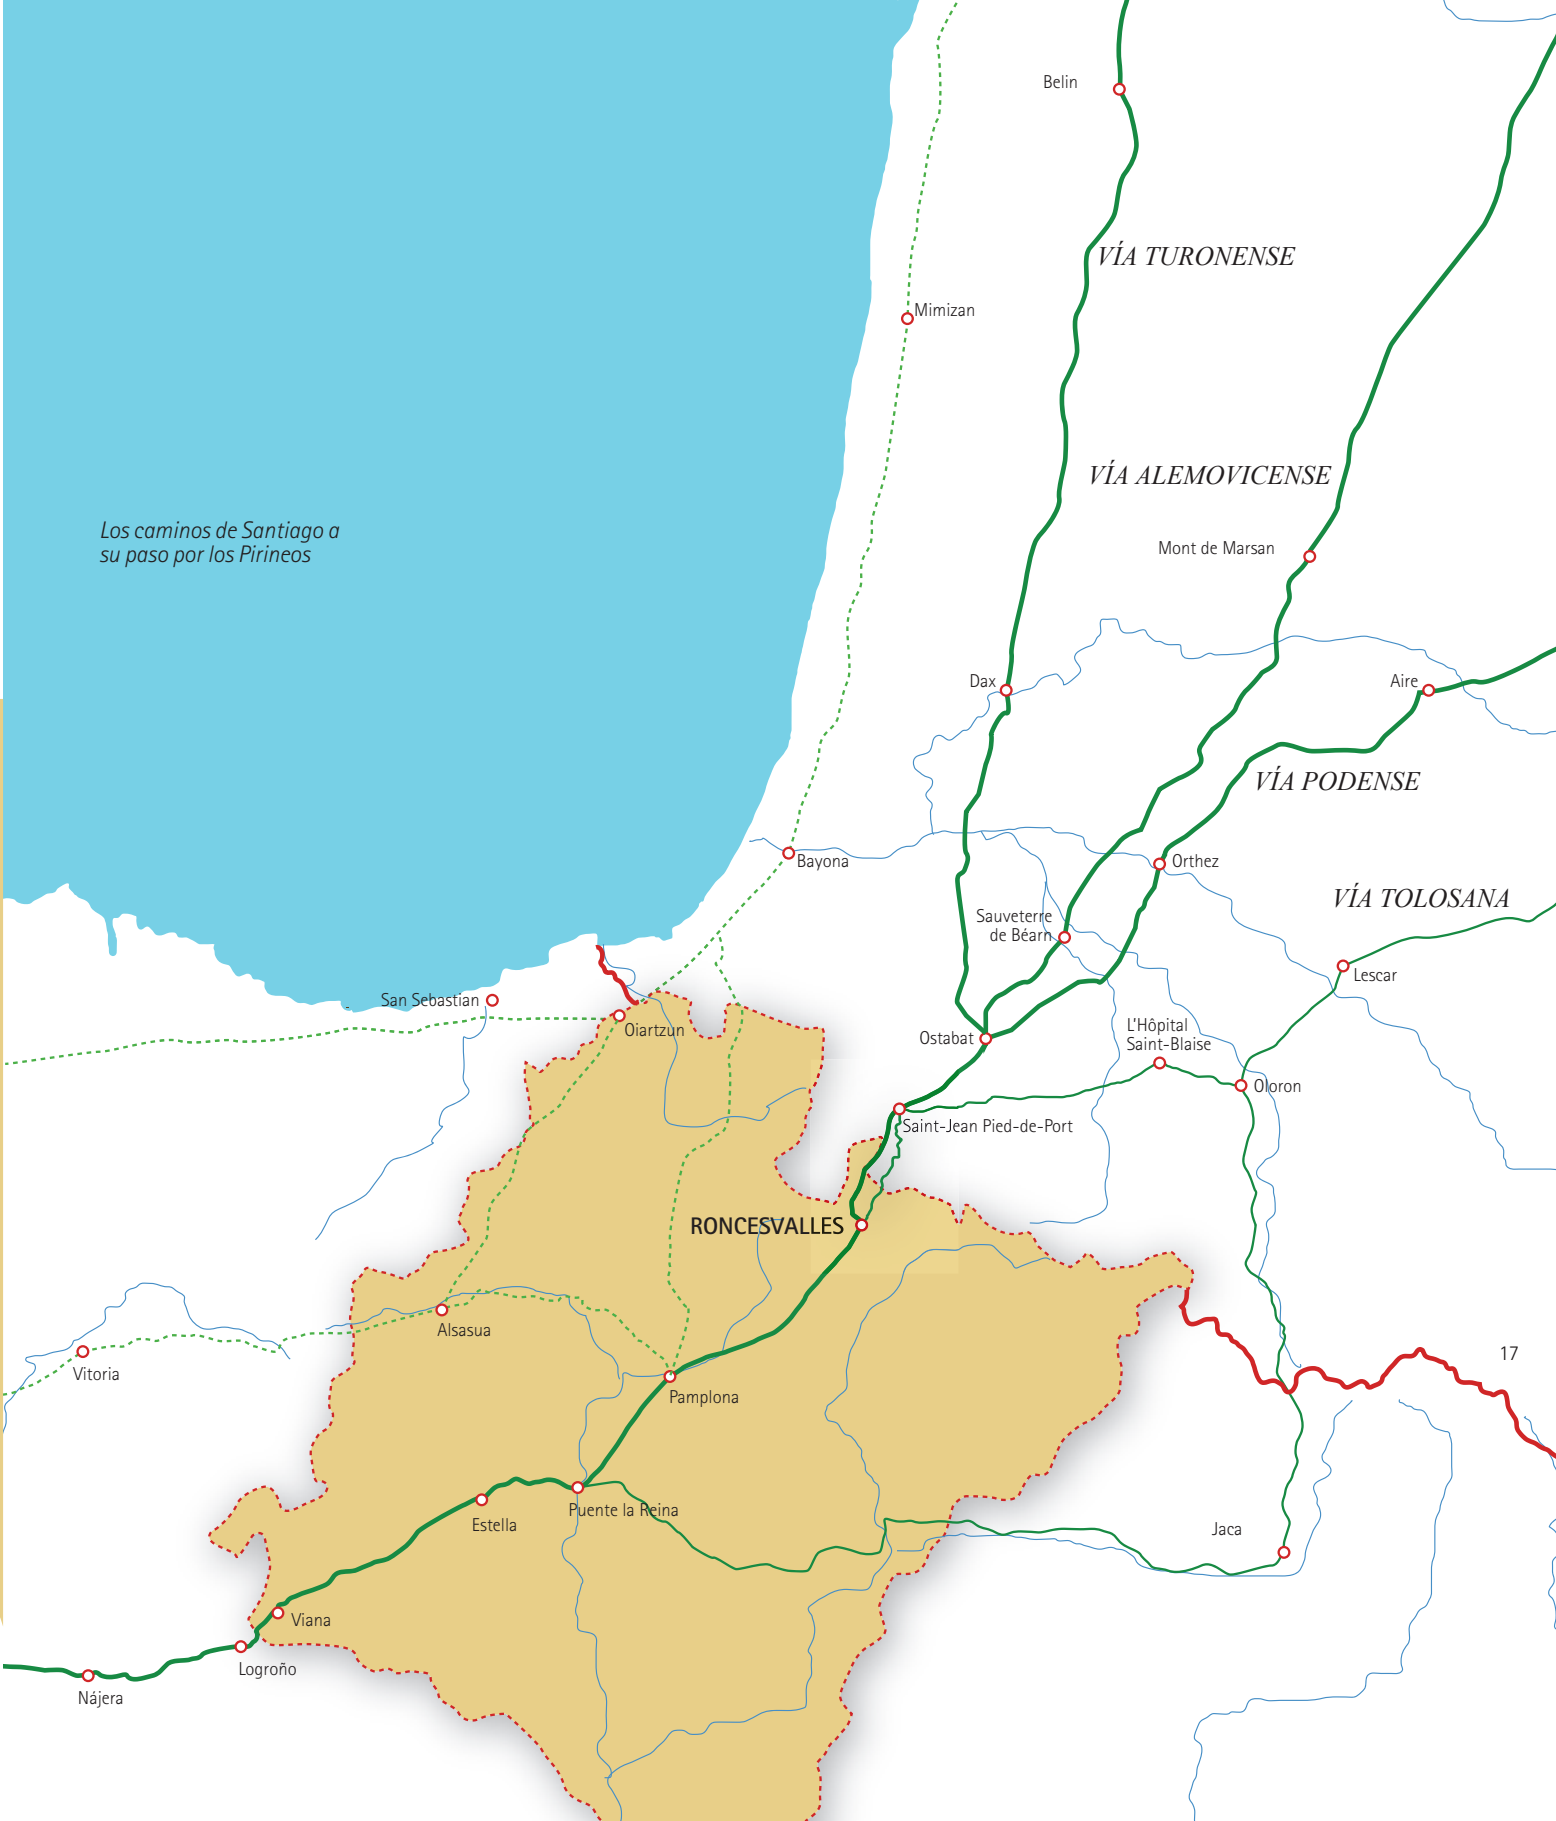 Belin
VÍA TURONENSE
Mimizan
VÍA ALEMOVICENSE
Los caminos de Santiago a
su paso por los Pirineos
Mont de Marsan
Dax
Aire
VÍA PODENSE
Bayona
Orthez
VÍA TOLOSANA
Sauveterre
de Béarn
Lescar
San Sebastian
Oiartzun
Ostabat
L'Hôpital
Saint-Blaise
Oloron
Saint-Jean Pied-de-Port
RONCESVALLES
Alsasua
Vitoria
17
Pamplona
Puente la Reina
Estella
Jaca
Viana
Logroño
Nájera